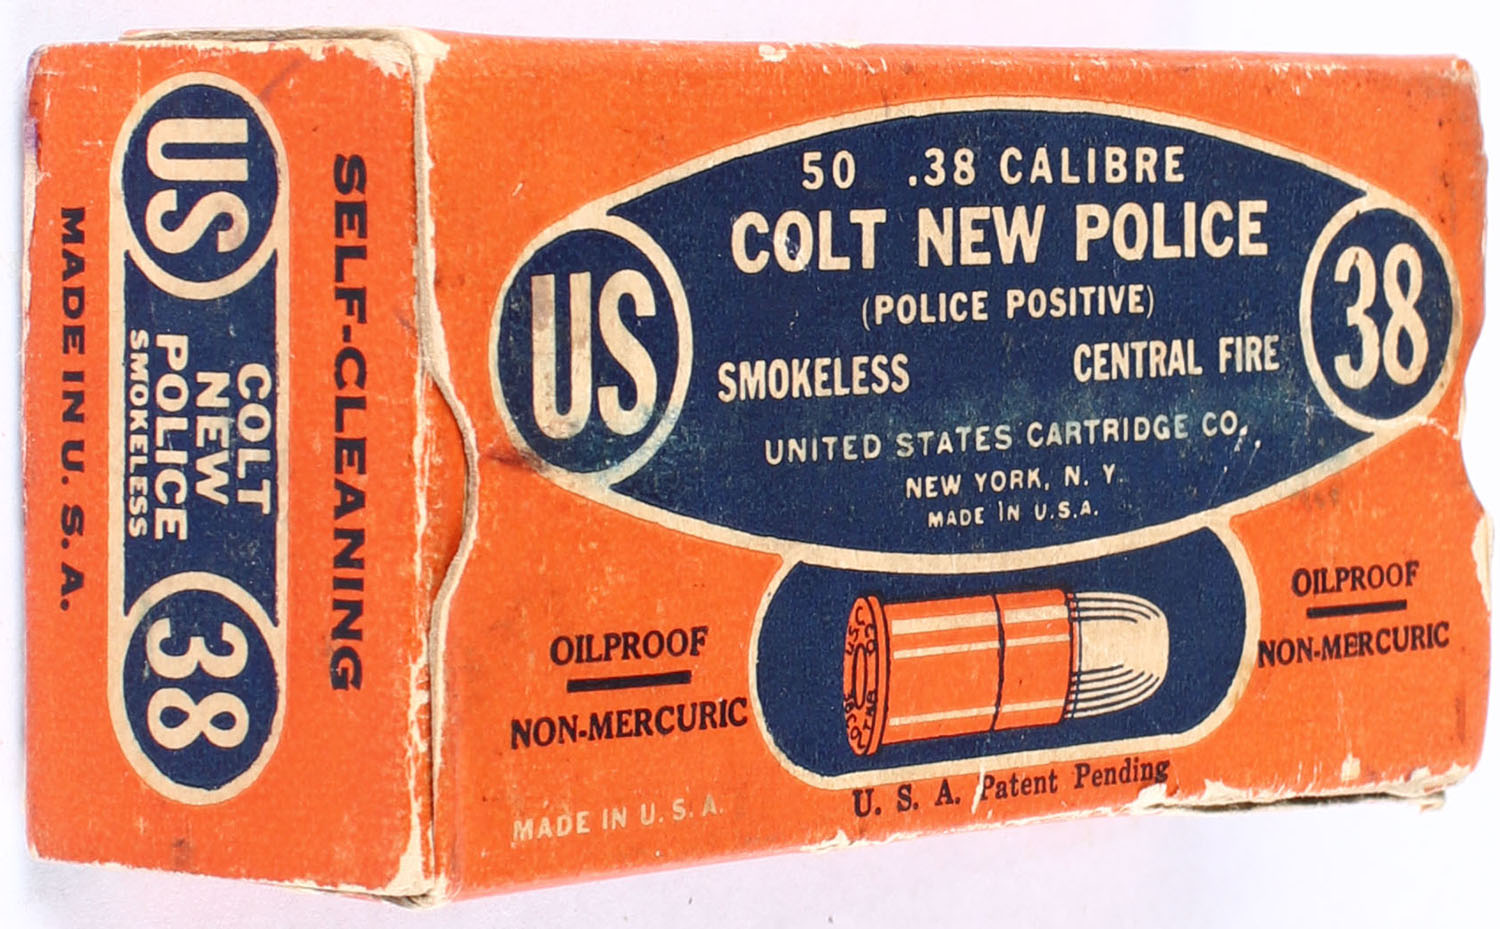 US
COLT
NEW
POLICE
SMOKELESS
38
SELF-CLEANING
MADE IN U. S. A.
50 .38 CALIBRE
COLT NEW POLICE
(POLICE POSITIVE)
SMOKELESS CENTRAL FIRE
US
38
UNITED STATES CARTRIDGE CO.,
NEW YORK, N. Y.
MADE IN U.S.A.
OILPROOF
NON-MERCURIC
OILPROOF
NON-MERCURIC
U. S. A. Patent Pending
MADE IN U. S. A.